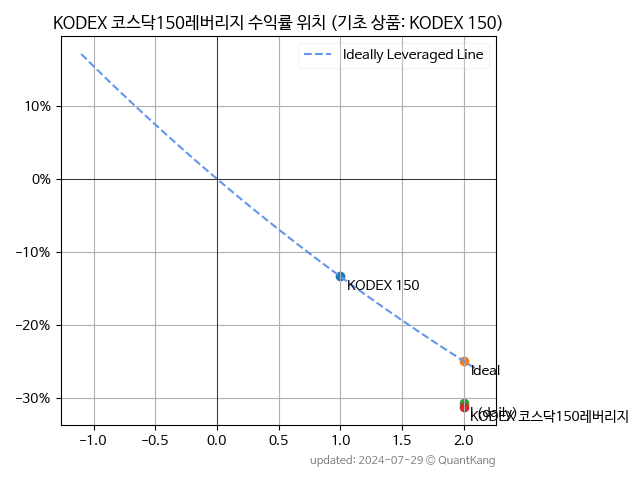 KODEX 코스닥150레버리지 수익률 위치 (기초 상품: KODEX 150)
Ideally Leveraged Line
10%
0%
−10%
−20%
−30%
KODEX 150
Ideal
(daily)
KODEX 코스닥150레버리지
−1.0 −0.5 0.0 0.5 1.0 1.5 2.0
updated: 2024-07-29 © QuantKang